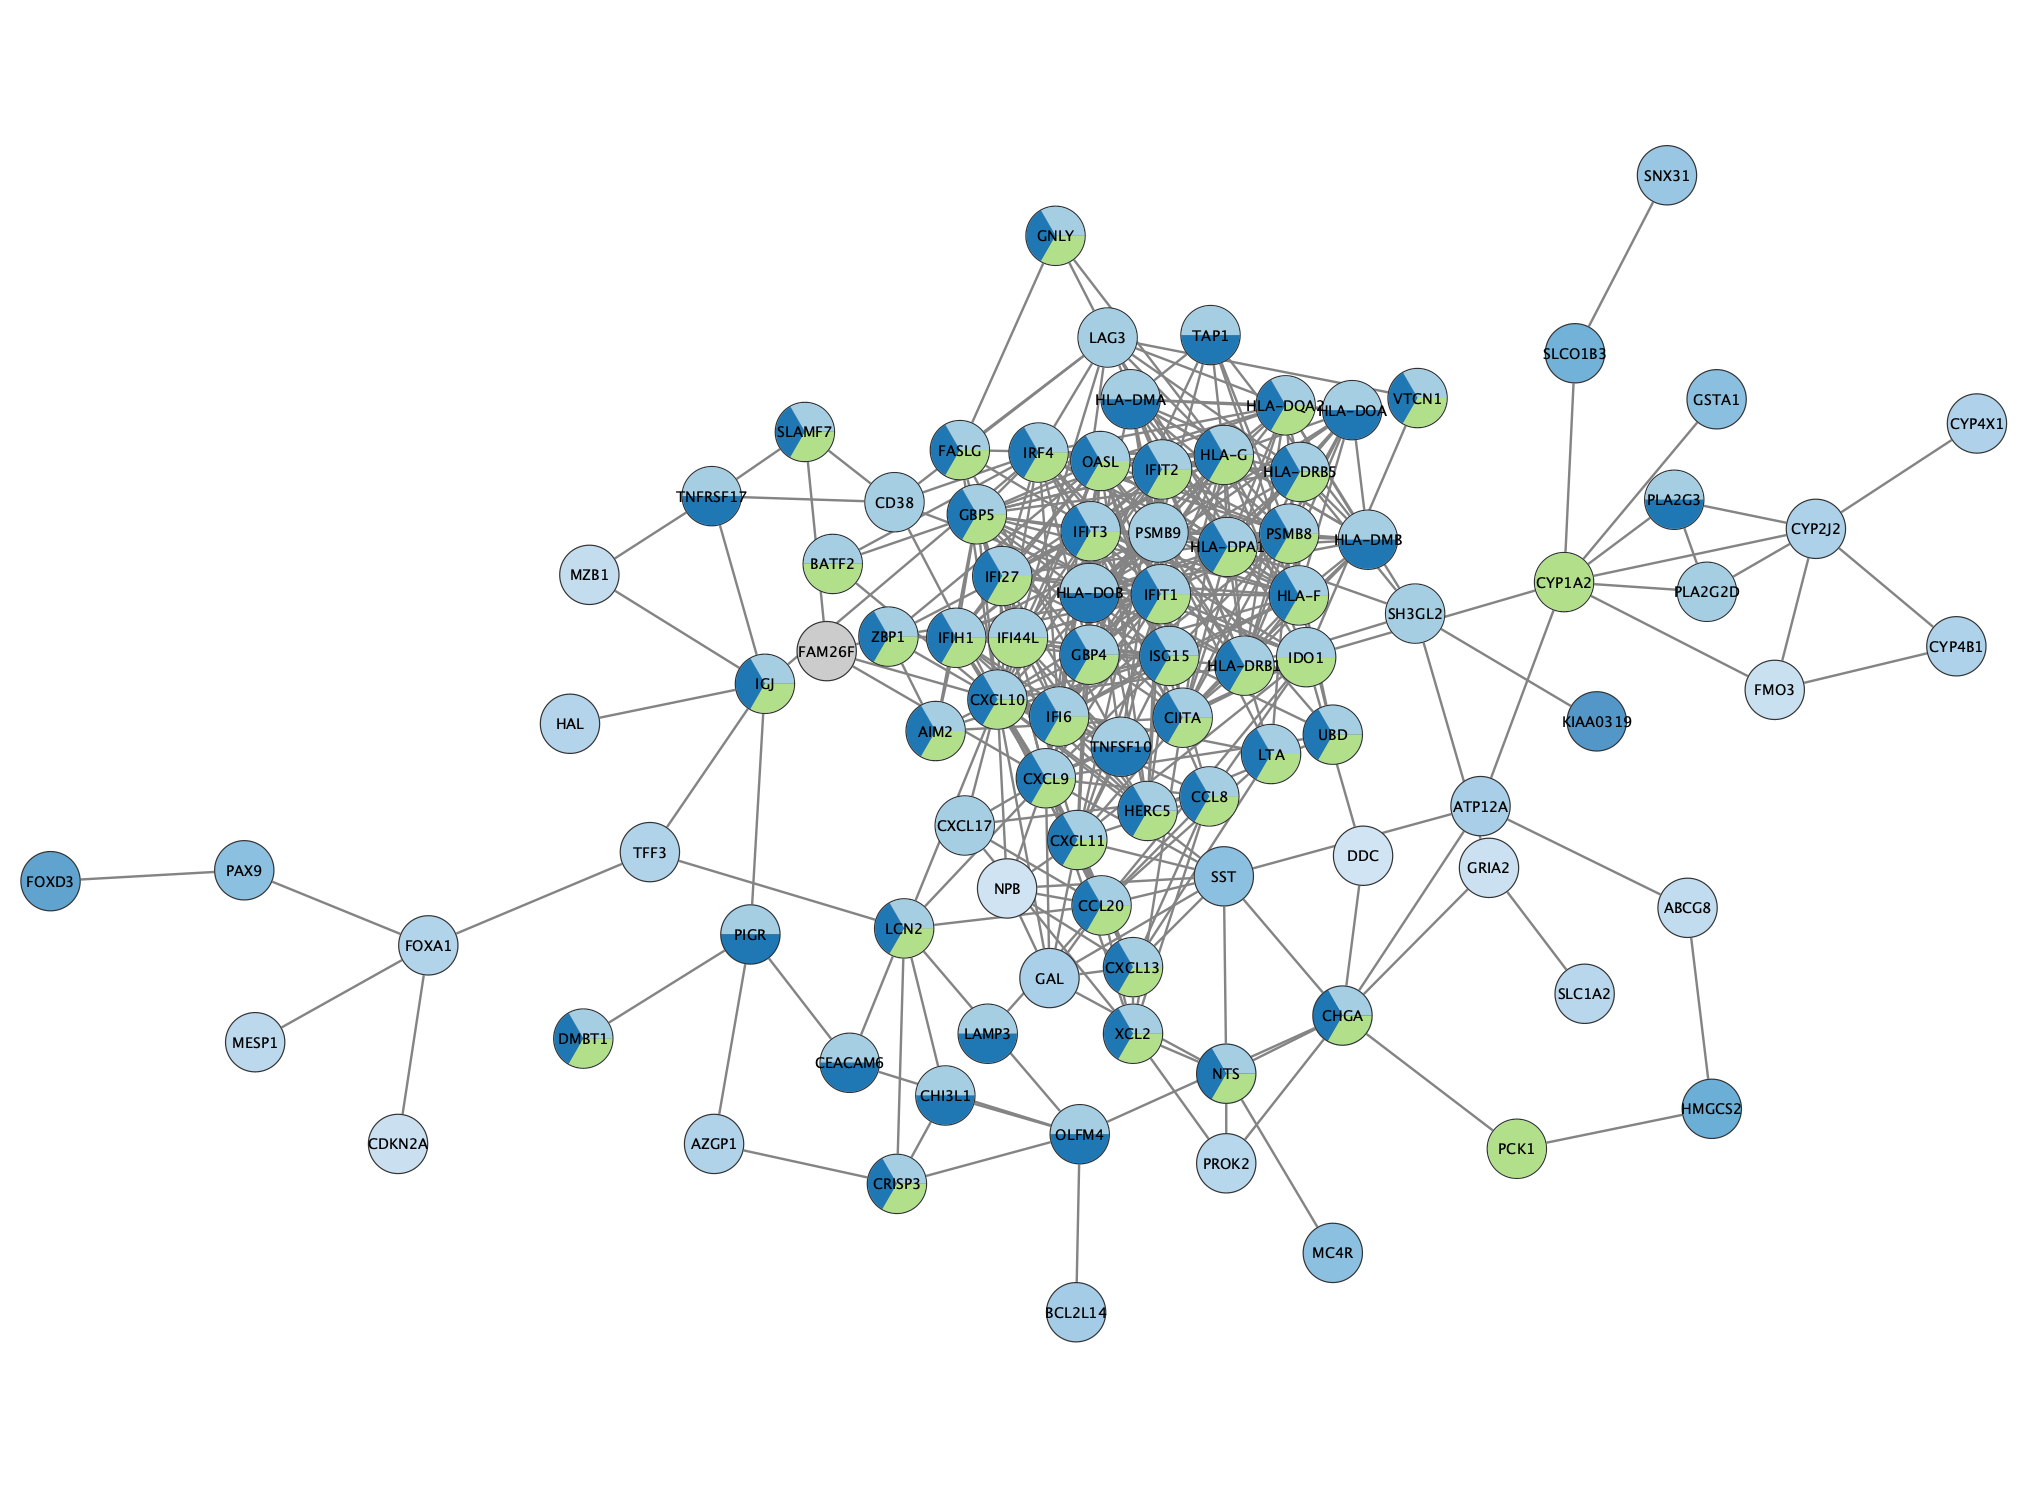 SNX31
GNLY
LAG3
TAP1
SLCO1B3
GSTA1
HLA-DMA
HLA-DQA2
HLA-DOA
VTCN1
CYP4X1
SLAMF7
FASLG
IRF4
OASL
IFIT2
HLA-G
HLA-DRB5
TNFRSF17
CD38
GBP5
IFIT3
PSMB9
HLA-DPA1
PSMB8
HLA-DMB
PLA2G3
CYP2J2
MZB1
BATF2
IFI27
HLA-DOB
IFIT1
HLA-F
SH3GL2
CYP1A2
PLA2G2D
FAM26F
ZBP1
IFIH1
IFI44L
GBP4
ISG15
HLA-DRB1
IDO1
CYP4B1
HAL
IGJ
CXCL10
IFI6
CIITA
FMO3
AIM2
TNFSF10
LTA
UBD
KIAA0319
CXCL9
CCL8
HERC5
ATP12A
CXCL17
CXCL11
FOXD3
PAX9
TFF3
NPB
SST
DDC
GRIA2
CCL20
ABCG8
FOXA1
PIGR
LCN2
GAL
CXCL13
SLC1A2
MESP1
DMBT1
CEACAM6
LAMP3
XCL2
CHGA
NTS
CHI3L1
HMGCS2
CDKN2A
AZGP1
OLFM4
PROK2
PCK1
CRISP3
MC4R
BCL2L14